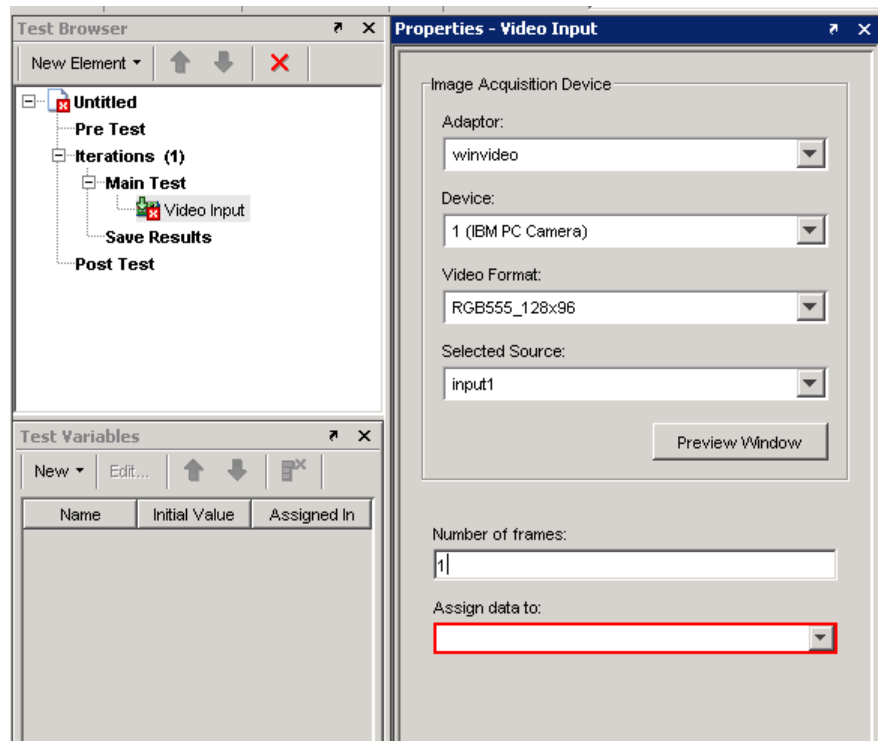 Test Browser
New Element
Untitled
Pre Test
Iterations (1)
Main Test
Video Input
Save Results
Post Test
Test Variables
New Edit...
Name Initial Value Assigned In
Properties - Video Input
Image Acquisition Device
Adaptor:
winvideo
Device:
1 (IBM PC Camera)
Video Format:
RGB555_128x96
Selected Source:
input1
Preview Window
Number of frames:
1
Assign data to: